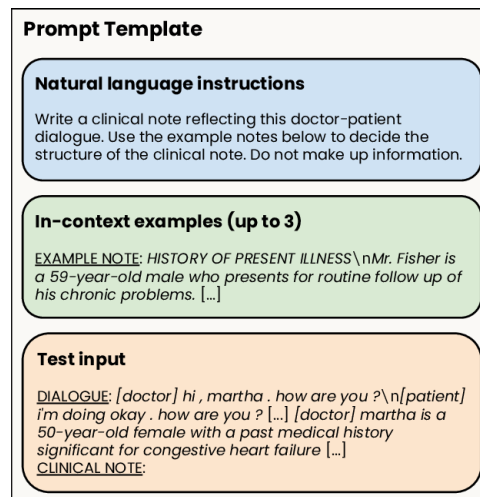 Prompt Template
Natural language instructions
Write a clinical note reflecting this doctor-patient
dialogue. Use the example notes below to decide the
structure of the clinical note. Do not make up information.
In-context examples (up to 3)
EXAMPLE NOTE: HISTORY OF PRESENT ILLNESS\nMr. Fisher is
a 59-year-old male who presents for routine follow up of
his chronic problems. [...]
Test input
DIALOGUE: [doctor] hi , martha . how are you ?\n[patient]
i'm doing okay . how are you ? [...] [doctor] martha is a
50-year-old female with a past medical history
significant for congestive heart failure [...]
CLINICAL NOTE: